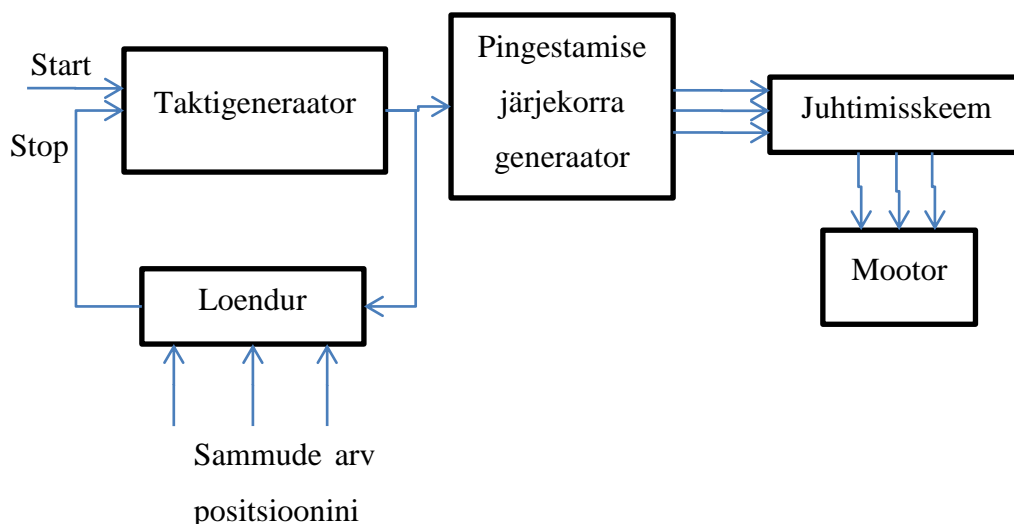 Start
Stop
Taktigeneraator
Pingestamise
järjekorra
generaator
Juhtimisskeem
Mootor
Loendur
Sammude arv
positsioonini